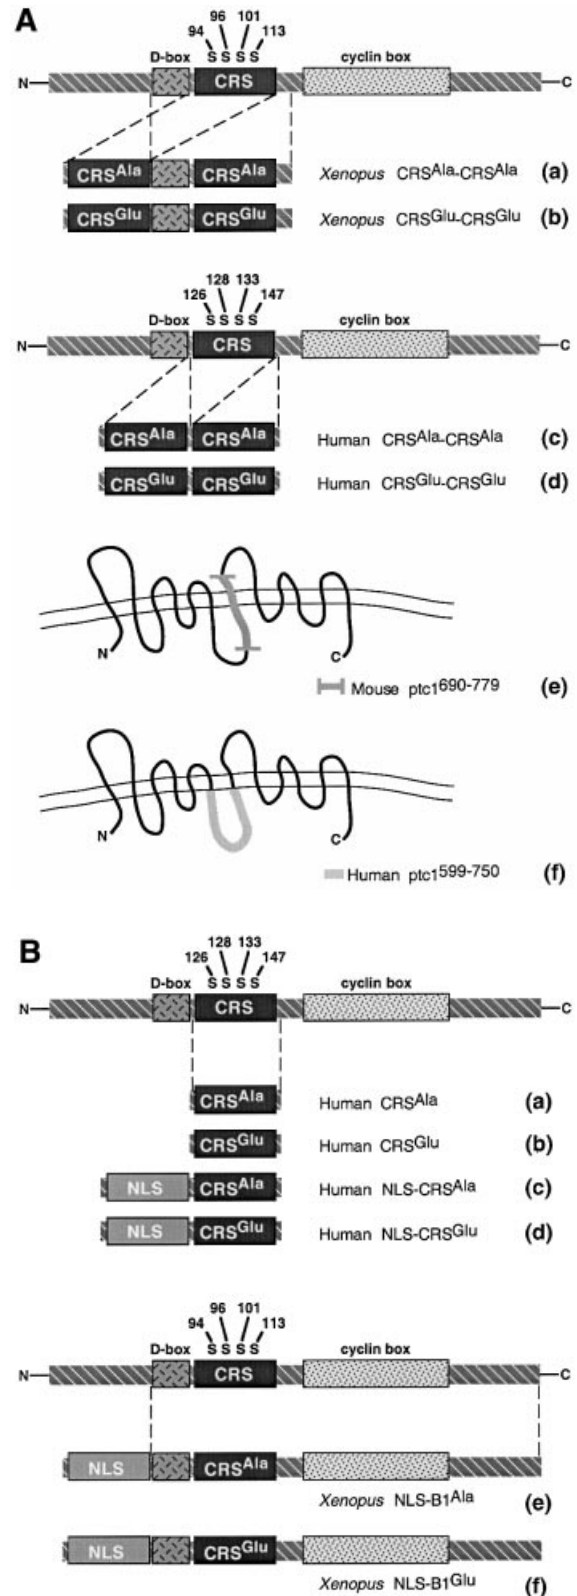 A
96 101
94 113
D-box S S S S cyclin box
N CRS C
CRSAla CRSAla Xenopus CRSAla-CRSAla (a)
CRSGlu CRSGlu Xenopus CRSGlu-CRSGlu (b)
128 133
126 147
D-box S S S S cyclin box
N CRS C
CRSAla CRSAla Human CRSAla-CRSAla (c)
CRSGlu CRSGlu Human CRSGlu-CRSGlu (d)
N C
Mouse ptc1690-779 (e)
N C
Human ptc1599-750 (f)
B
128 133
126 147
D-box S S S S cyclin box
N CRS C
CRSAla Human CRSAla (a)
CRSGlu Human CRSGlu (b)
NLS CRSAla Human NLS-CRSAla (c)
NLS CRSGlu Human NLS-CRSGlu (d)
96 101
94 113
D-box S S S S cyclin box
N CRS C
NLS CRSAla
Xenopus NLS-B1Ala (e)
NLS CRSGlu
Xenopus NLS-B1Glu (f)